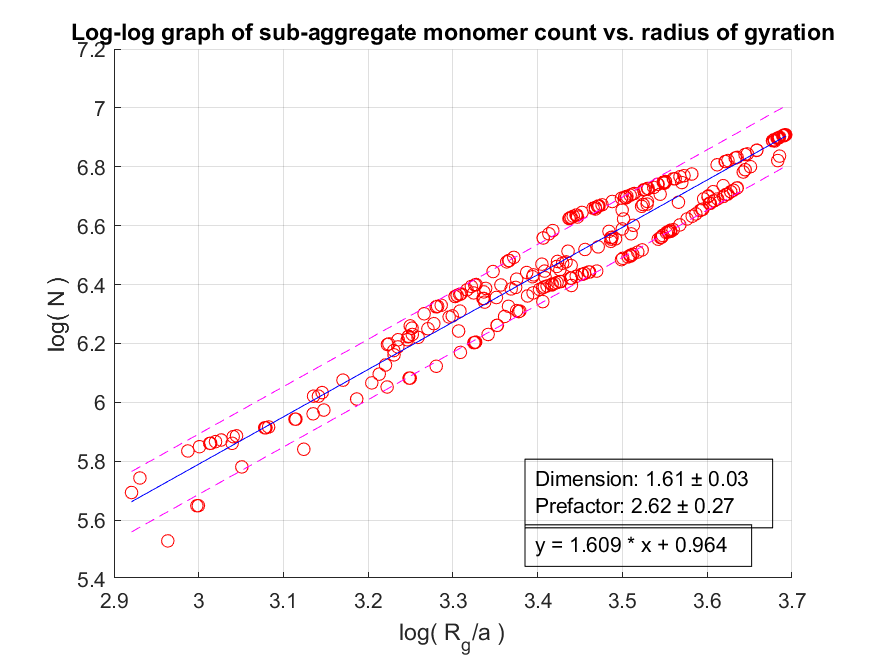 Log-log graph of sub-aggregate monomer count vs. radius of gyration
7.2
7
6.8
6.6
6.4
6.2
6
5.8
5.6
5.4
log( N )
Dimension: 1.61 ± 0.03
Prefactor: 2.62 ± 0.27
y = 1.609 * x + 0.964
2.9 3 3.1 3.2 3.3 3.4 3.5 3.6 3.7
log( Rg/a )